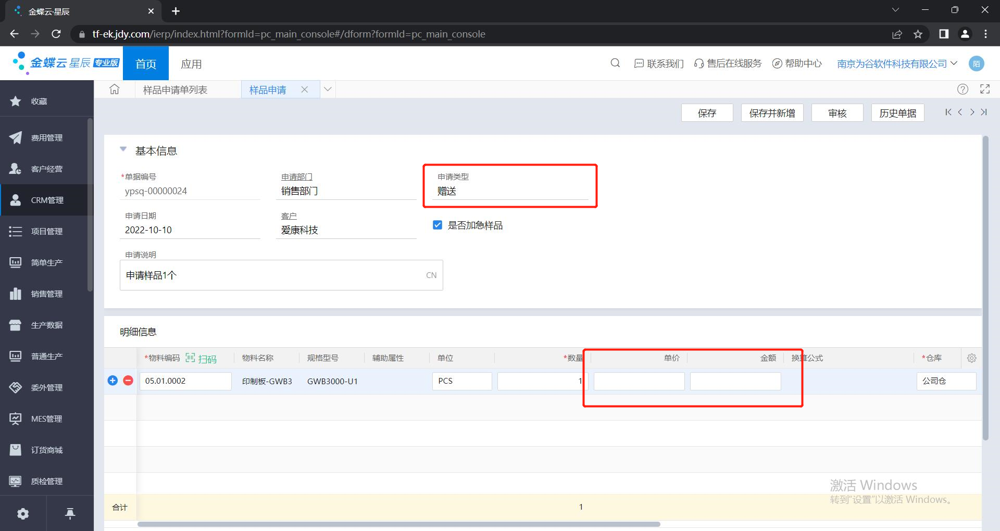 金蝶云·星辰
tf-ek.jdy.com/ierp/index.html?formId=pc_main_console#/dform?formId=pc_main_console
金蝶云 星辰 专业版
首页
应用
联系我们
售后在线服务
帮助中心
南京为谷软件科技有限公司
陌
收藏
费用管理
客户经营
CRM管理
项目管理
简单生产
销售管理
生产数据
普通生产
委外管理
MES管理
订货商城
质检管理
样品申请单列表
样品申请
保存
保存并新增
审核
历史单据
基本信息
*单据编号
ypsq-00000024
申请部门
销售部门
申请类型
赠送
申请日期
2022-10-10
客户
爱康科技
是否加急样品
申请说明
申请样品1个
CN
明细信息
*物料编码 扫码 物料名称 规格型号 辅助属性 单位 *数量 单价 金额 换算公式 *仓库
05.01.0002 印制板-GWB3 GWB3000-U1 PCS 1 公司仓
合计 1
激活 Windows
转到"设置"以激活 Windows。